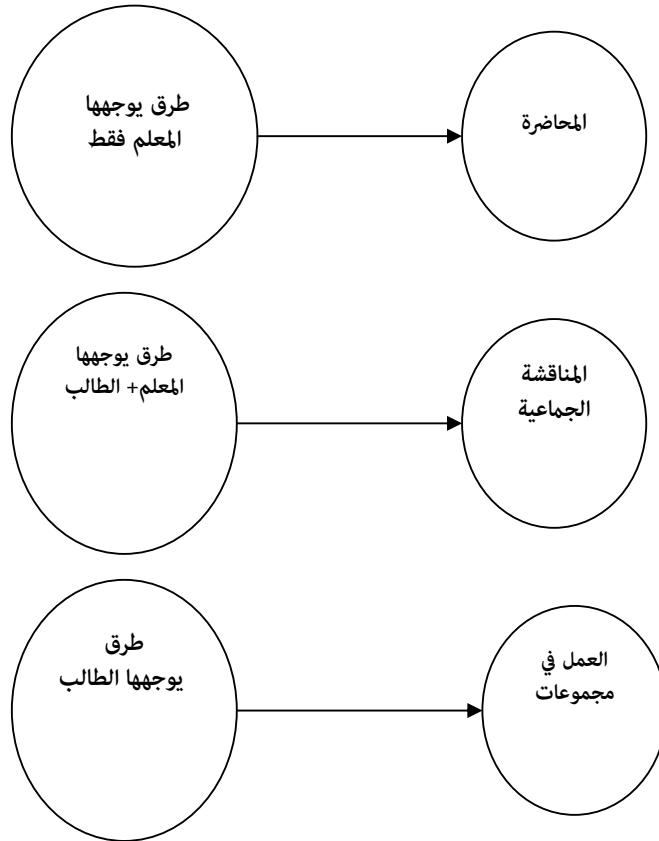 طرق يوجهها
المعلم فقط
المحاضرة
طرق يوجهها
المعلم+ الطالب
المناقشة
الجماعية
طرق
يوجهها الطالب
العمل في
مجموعات